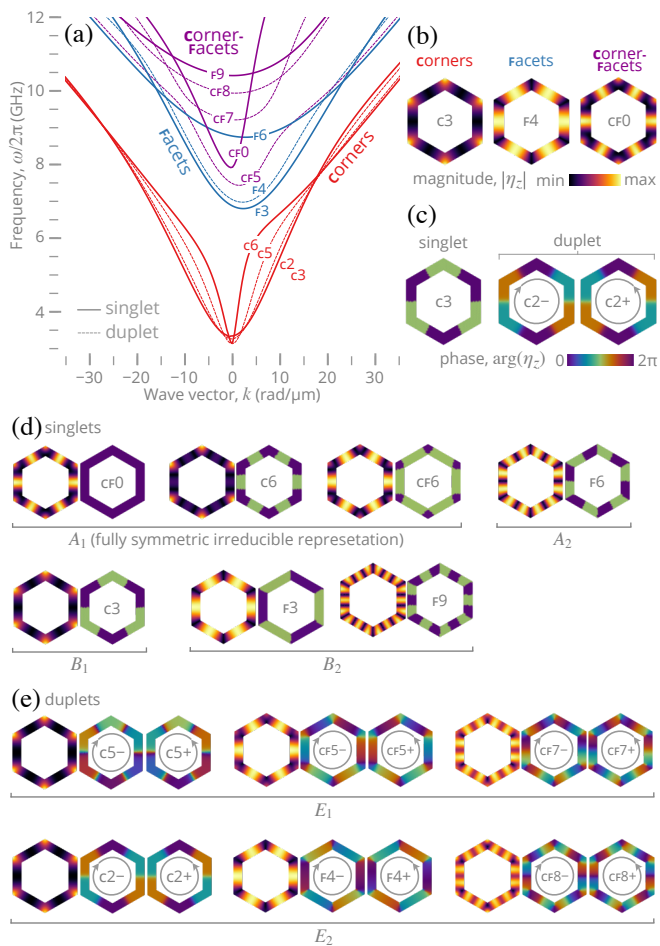 (a)
Corner-
Facets
F9
CF8
CF7
CF0
F6
CF5
F4
F3
C6
C5
C2
C3
Facets
Corners
singlet
duplet
12
10
8
6
4
Frequency, ω/2π (GHz)
−30 −20 −10 0 10 20 30
Wave vector, k (rad/μm)
(b)
Corners Facets Corner-
Facets
C3 F4 CF0
magnitude, |ηz| min max
(c)
singlet duplet
C3 C2− C2+
phase, arg(ηz) 0 2π
(d) singlets
CF0 C6 CF6 F6
A1 (fully symmetric irreducible represetation) A2
C3 F3 F9
B1 B2
(e) duplets
C5− C5+ CF5− CF5+ CF7− CF7+
E1
C2− C2+ F4− F4+ CF8− CF8+
E2